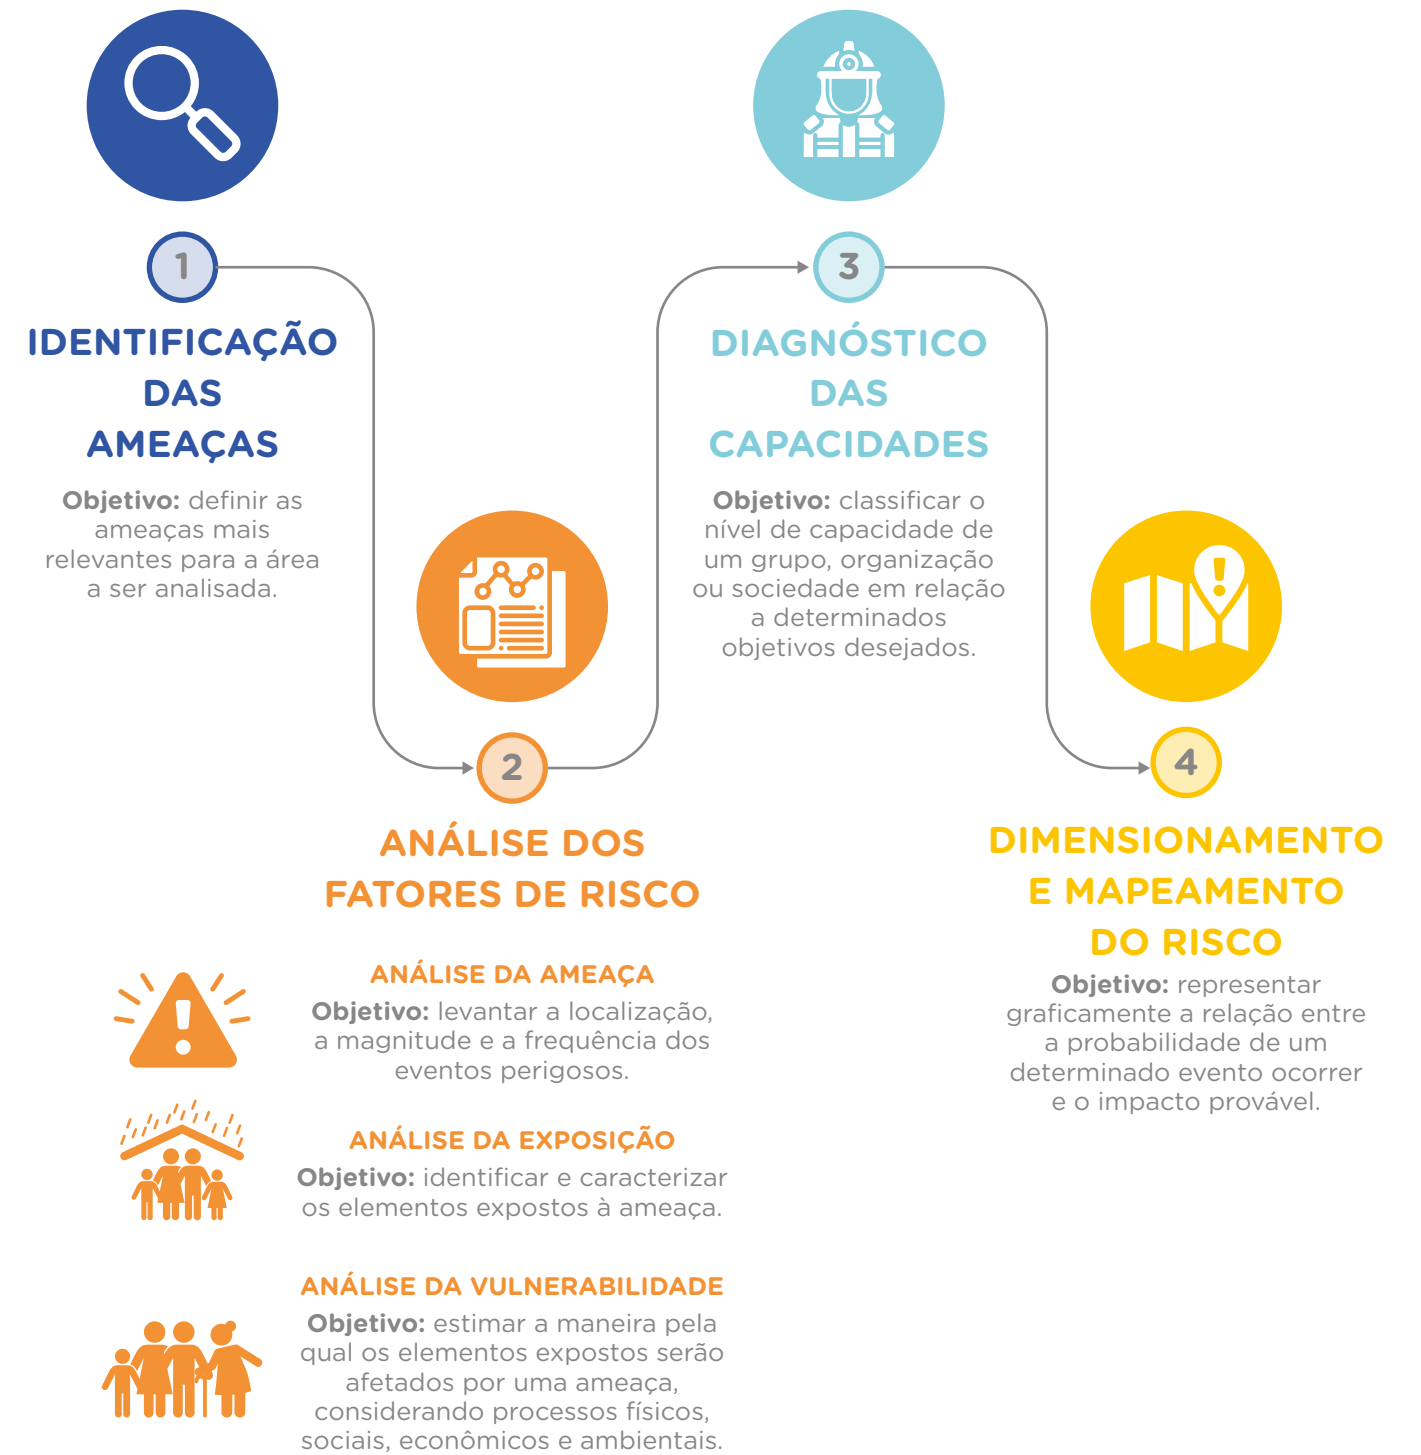 1
IDENTIFICAÇÃO
DAS
AMEAÇAS
Objetivo: definir as
ameaças mais
relevantes para a área
a ser analisada.
2
ANÁLISE DOS
FATORES DE RISCO
ANÁLISE DA AMEAÇA
Objetivo: levantar a localização,
a magnitude e a frequência dos
eventos perigosos.
ANÁLISE DA EXPOSIÇÃO
Objetivo: identificar e caracterizar
os elementos expostos à ameaça.
ANÁLISE DA VULNERABILIDADE
Objetivo: estimar a maneira pela
qual os elementos expostos serão
afetados por uma ameaça,
considerando processos físicos,
sociais, econômicos e ambientais.
3
DIAGNÓSTICO
DAS
CAPACIDADES
Objetivo: classificar o
nível de capacidade de
um grupo, organização
ou sociedade em relação
a determinados
objetivos desejados.
4
DIMENSIONAMENTO
E MAPEAMENTO
DO RISCO
Objetivo: representar
graficamente a relação entre
a probabilidade de um
determinado evento ocorrer
e o impacto provável.